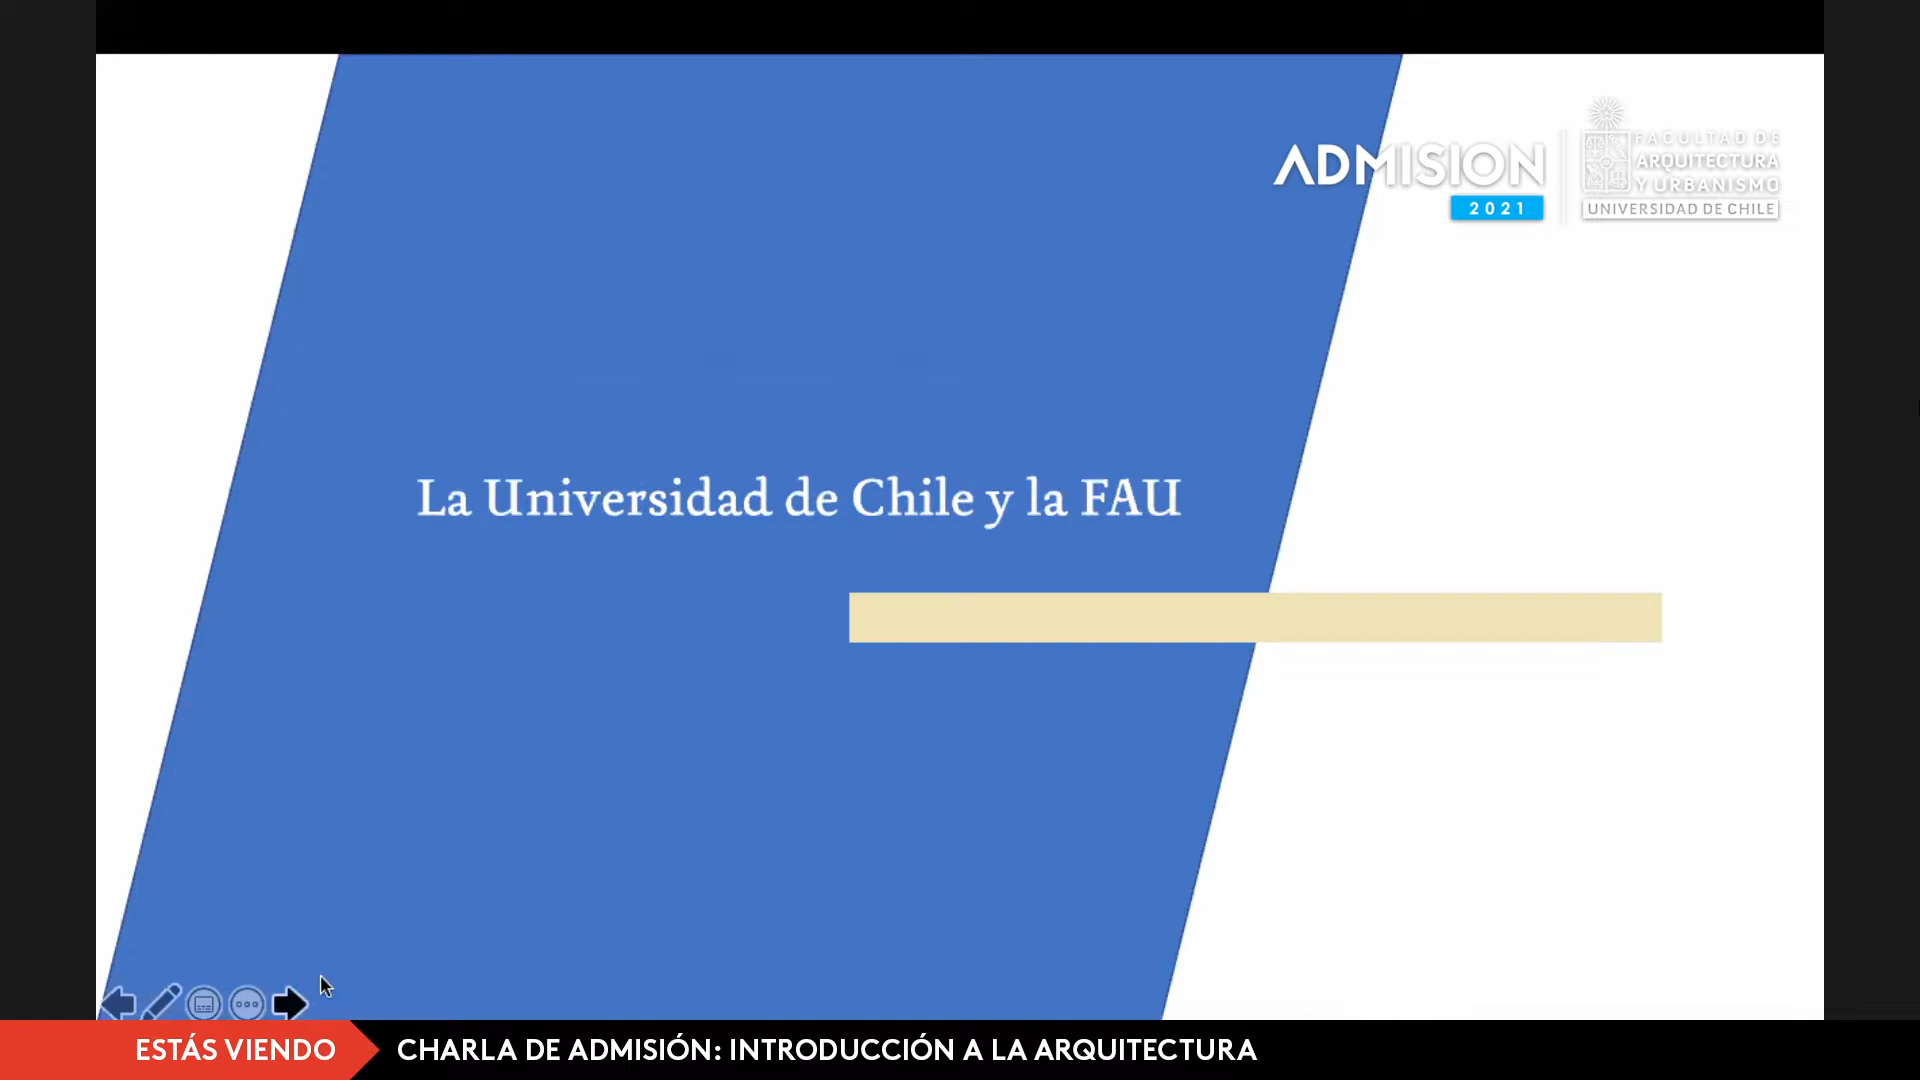 ADMISION
2021
FACULTAD DE
ARQUITECTURA
Y URBANISMO
UNIVERSIDAD DE CHILE
La Universidad de Chile y la FAU
ESTÁS VIENDO
CHARLA DE ADMISIÓN: INTRODUCCIÓN A LA ARQUITECTURA